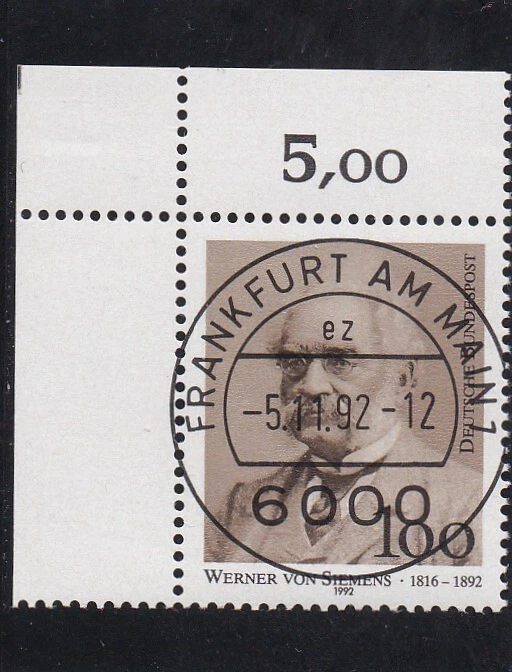 5,00
FRANKFURT AM MAIN 1
ez
-5.11.92-12
6000
DEUTSCHE BUNDESPOST
100
WERNER VON SIEMENS · 1816–1892
1992